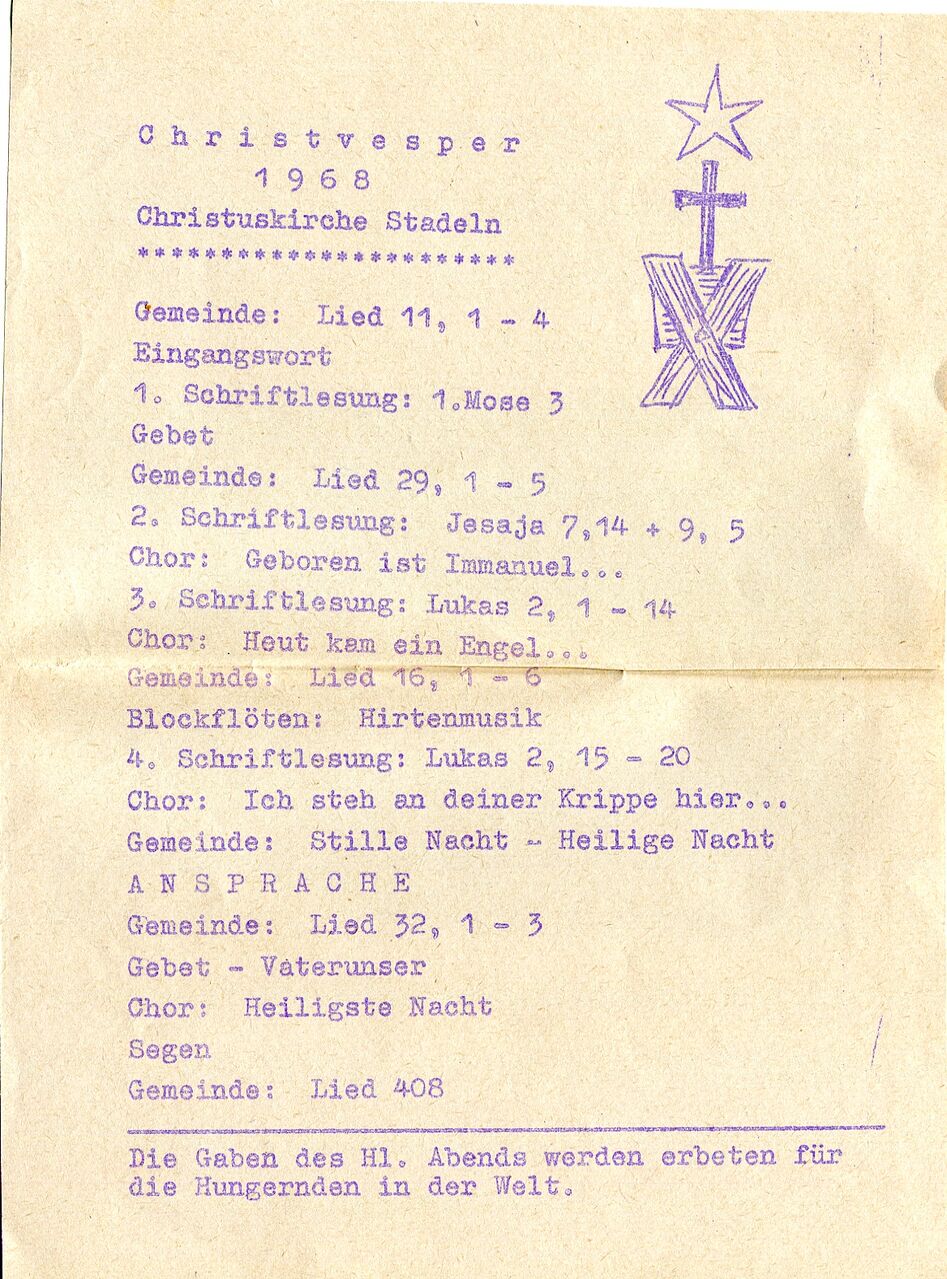 C h r i s t v e s p e r
1 9 6 8
Christuskirche Stadeln
***********************
Gemeinde: Lied 11, 1 - 4
Eingangswort
1. Schriftlesung: 1.Mose 3
Gebet
Gemeinde: Lied 29, 1 - 5
2. Schriftlesung: Jesaja 7,14 + 9, 5
Chor: Geboren ist Immanuel...
3. Schriftlesung: Lukas 2, 1 - 14
Chor: Heut kam ein Engel...
Gemeinde: Lied 16, 1 - 6
Blockflöten: Hirtenmusik
4. Schriftlesung: Lukas 2, 15 - 20
Chor: Ich steh an deiner Krippe hier...
Gemeinde: Stille Nacht - Heilige Nacht
A N S P R A C H E
Gemeinde: Lied 32, 1 - 3
Gebet - Vaterunser
Chor: Heiligste Nacht
Segen
Gemeinde: Lied 408
Die Gaben des Hl. Abends werden erbeten für
die Hungernden in der Welt.